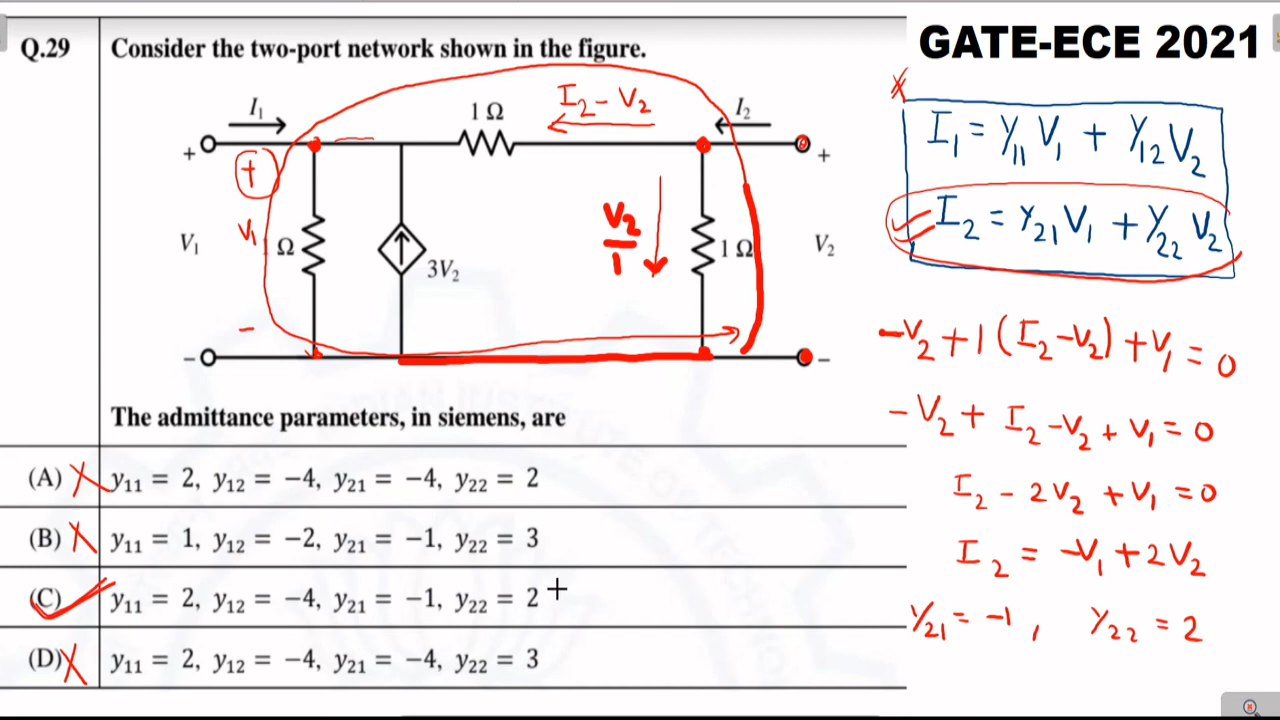 GATE-ECE 2021
Q.29 Consider the two-port network shown in the figure.
I₁
1 Ω
I₂ - V₂
I₂
+
+
+
V₁
V₁
Ω
3V₂
V₂/1
1 Ω
V₂
-
-
-
The admittance parameters, in siemens, are
(A) y₁₁ = 2, y₁₂ = −4, y₂₁ = −4, y₂₂ = 2
(B) y₁₁ = 1, y₁₂ = −2, y₂₁ = −1, y₂₂ = 3
(C) y₁₁ = 2, y₁₂ = −4, y₂₁ = −1, y₂₂ = 2
(D) y₁₁ = 2, y₁₂ = −4, y₂₁ = −4, y₂₂ = 3
I₁ = Y₁₁ V₁ + Y₁₂ V₂
I₂ = Y₂₁ V₁ + Y₂₂ V₂
-V₂ + 1 (I₂ - V₂) + V₁ = 0
-V₂ + I₂ - V₂ + V₁ = 0
I₂ - 2V₂ + V₁ = 0
I₂ = -V₁ + 2V₂
Y₂₁ = -1, Y₂₂ = 2